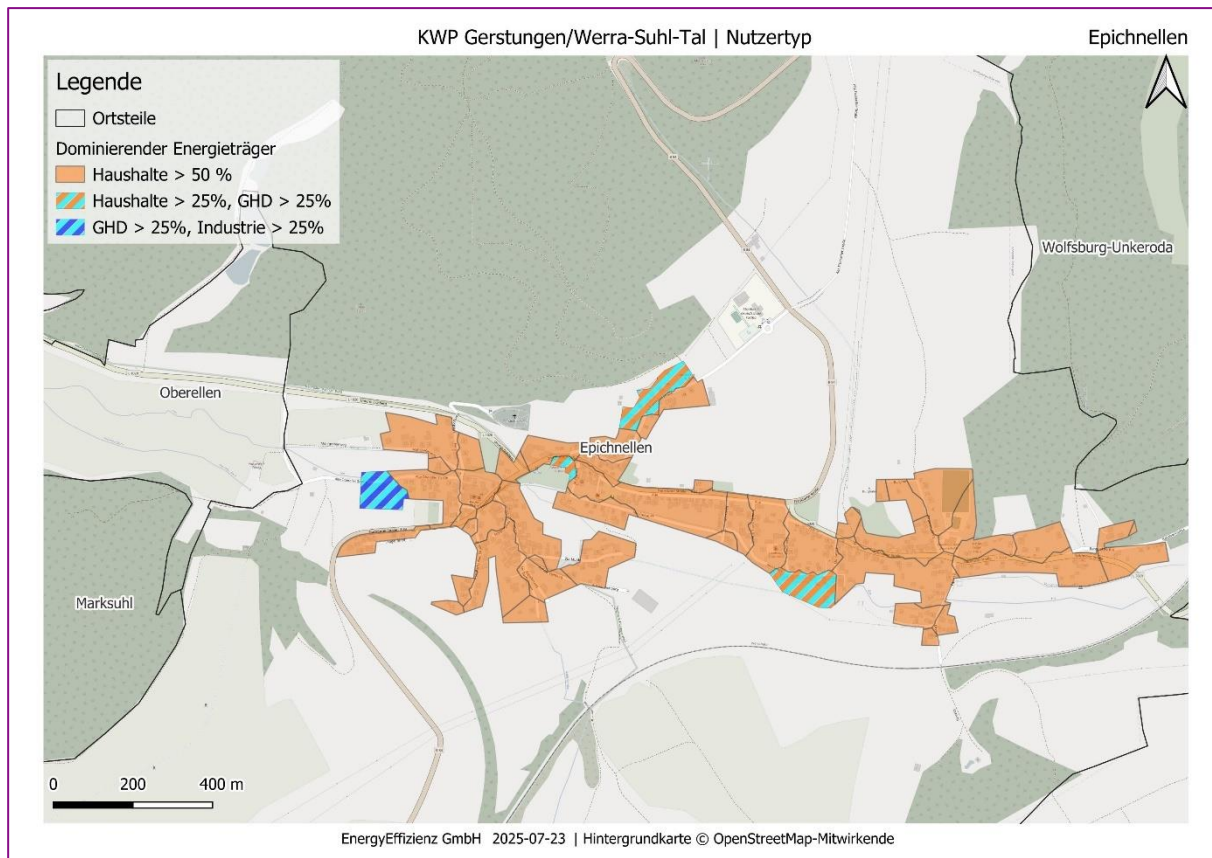 KWP Gerstungen/Werra-Suhl-Tal | Nutzertyp
Epichnellen
Legende
Ortsteile
Dominierender Energieträger
Haushalte > 50 %
Haushalte > 25%, GHD > 25%
GHD > 25%, Industrie > 25%
Wolfsburg-Unkeroda
Oberellen
Epichnellen
Marksuhl
0 200 400 m
EnergyEffizienz GmbH 2025-07-23 | Hintergrundkarte © OpenStreetMap-Mitwirkende